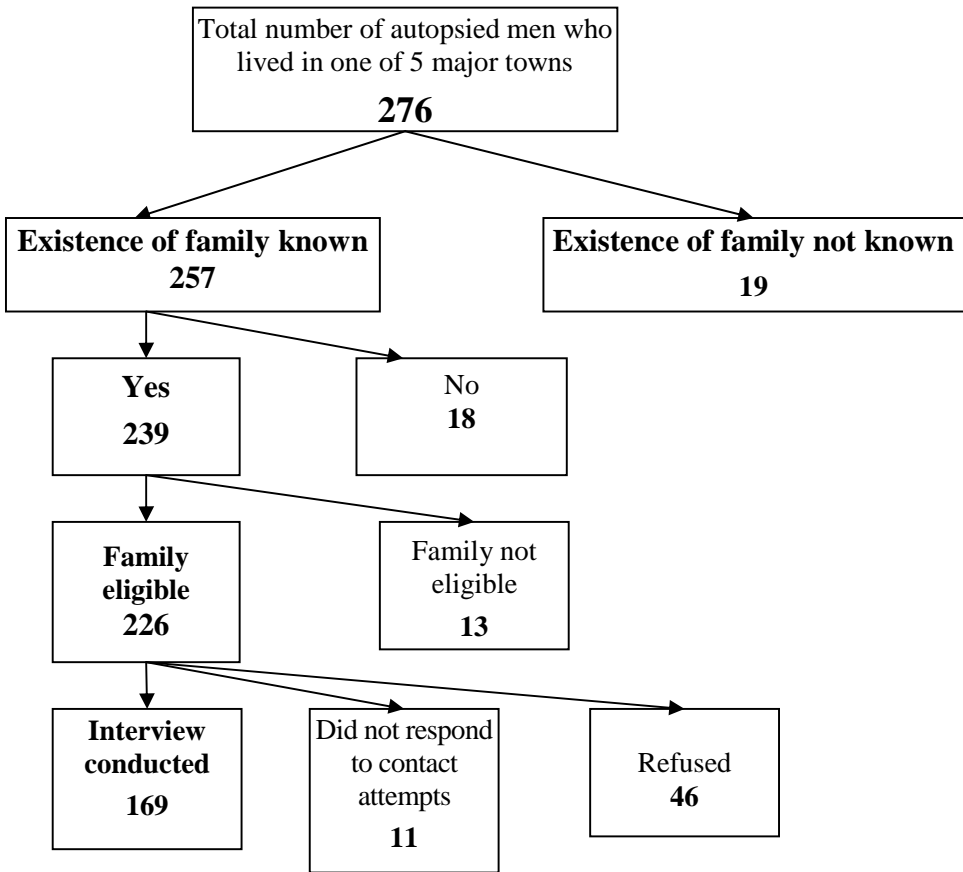 Total number of autopsied men who
lived in one of 5 major towns
276
Existence of family known
257
Existence of family not known
19
Yes
239
No
18
Family
eligible
226
Family not
eligible
13
Interview
conducted
169
Did not respond
to contact
attempts
11
Refused
46